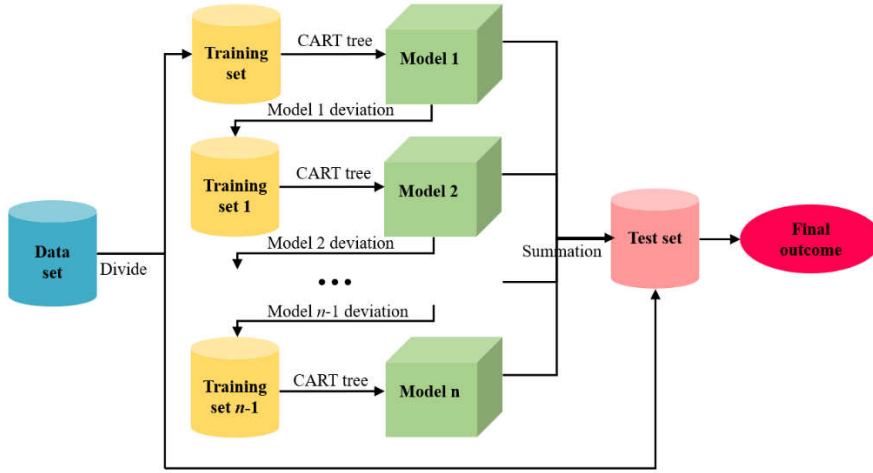 Training
set
CART tree
Model 1
Model 1 deviation
Training
set 1
CART tree
Model 2
Data
set
Divide
Model 2 deviation
Summation
Test set
Final
outcome
...
Model n-1 deviation
Training
set n-1
CART tree
Model n